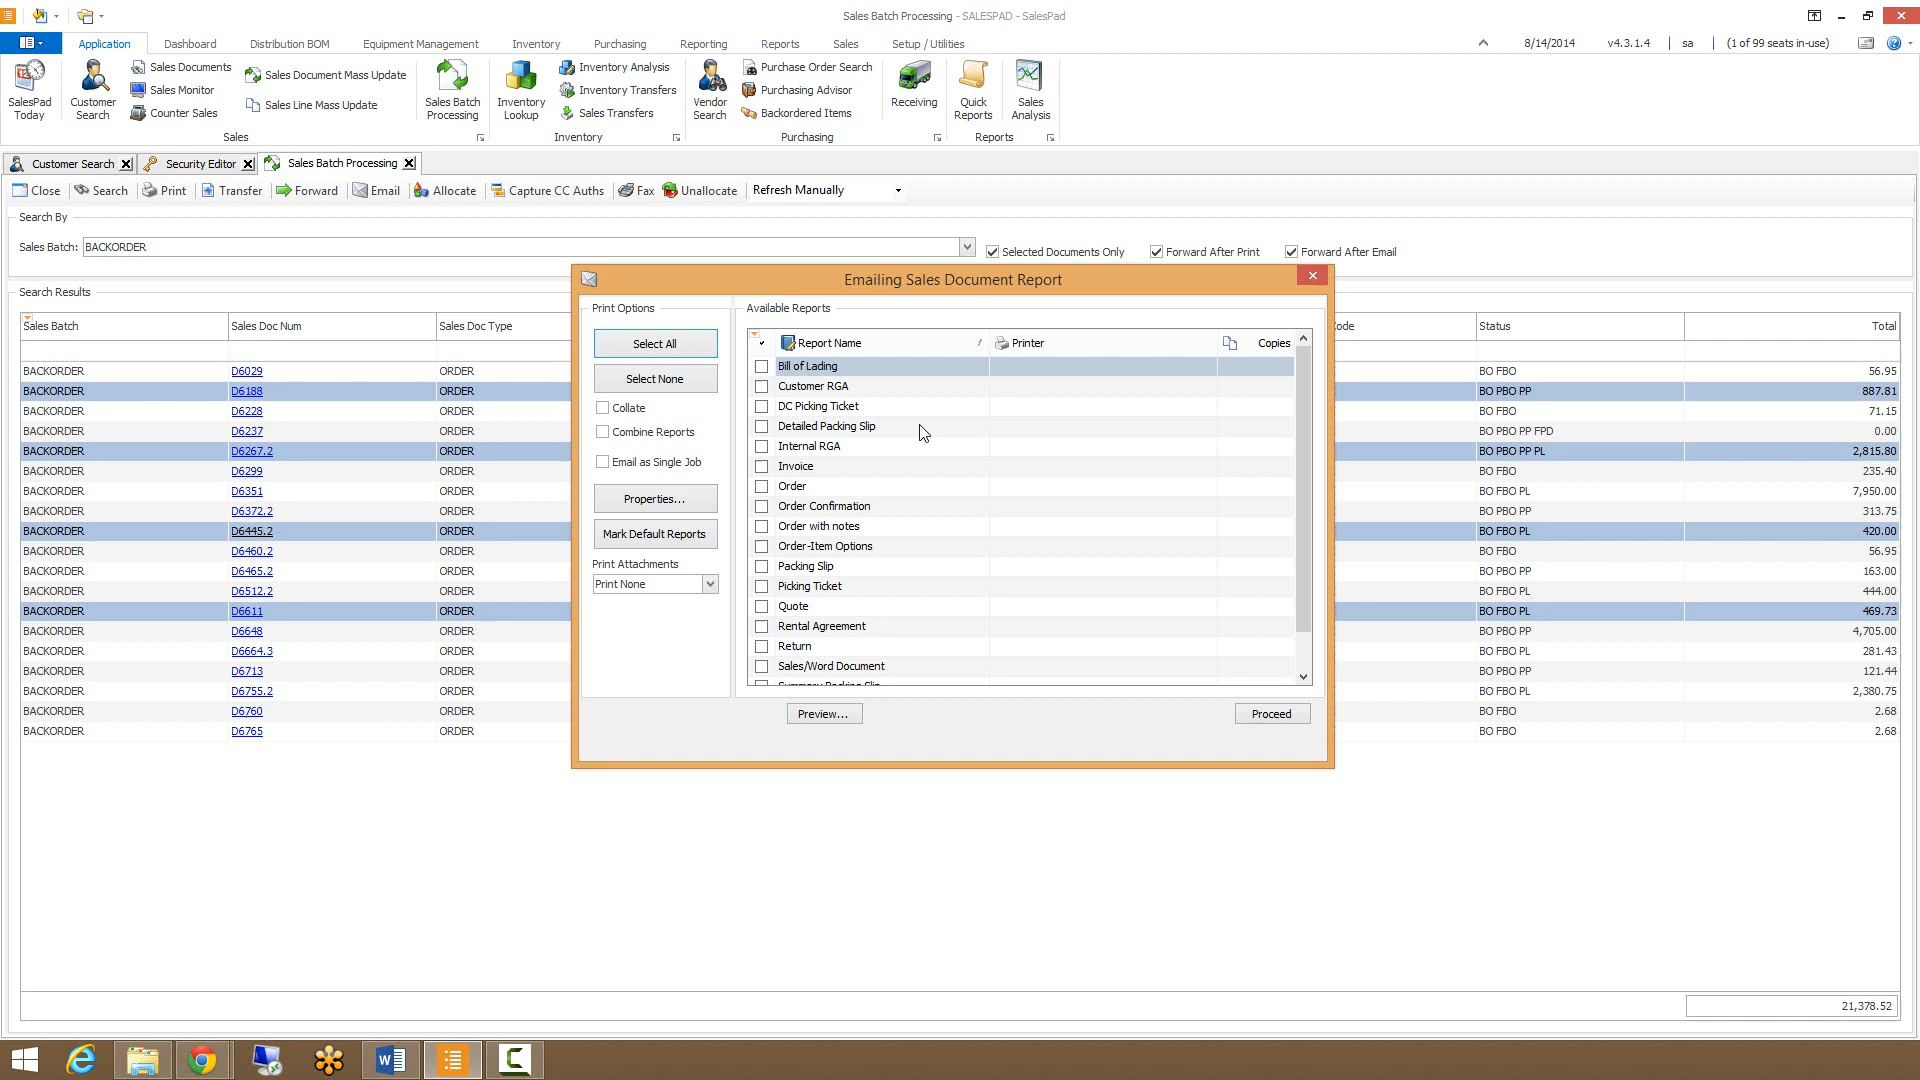 Sales Batch Processing - SALESPAD - SalesPad
Application Dashboard Distribution BOM Equipment Management Inventory Purchasing Reporting Reports Sales Setup / Utilities 8/14/2014 v4.3.1.4 sa (1 of 99 seats in-use)
SalesPad Today
Customer Search
Sales Documents
Sales Monitor
Counter Sales
Sales Document Mass Update
Sales Line Mass Update
Sales Batch Processing
Sales
Inventory Lookup
Inventory Analysis
Inventory Transfers
Sales Transfers
Inventory
Vendor Search
Purchase Order Search
Purchasing Advisor
Backordered Items
Purchasing
Receiving
Quick Reports
Sales Analysis
Reports
Customer Search Security Editor Sales Batch Processing
Close Search Print Transfer Forward Email Allocate Capture CC Auths Fax Unallocate Refresh Manually
Search By
Sales Batch: BACKORDER Selected Documents Only Forward After Print Forward After Email
Search Results
Sales Batch Sales Doc Num Sales Doc Type ode Status Total
BACKORDER D6029 ORDER BO FBO 56.95
BACKORDER D6188 ORDER BO PBO PP 887.81
BACKORDER D6228 ORDER BO FBO 71.15
BACKORDER D6237 ORDER BO PBO PP FPD 0.00
BACKORDER D6267.2 ORDER BO PBO PP PL 2,815.80
BACKORDER D6299 ORDER BO FBO 235.40
BACKORDER D6351 ORDER BO FBO PL 7,950.00
BACKORDER D6372.2 ORDER BO PBO PP 313.75
BACKORDER D6445.2 ORDER BO FBO PL 420.00
BACKORDER D6460.2 ORDER BO FBO 56.95
BACKORDER D6465.2 ORDER BO PBO PP 163.00
BACKORDER D6512.2 ORDER BO FBO PL 444.00
BACKORDER D6611 ORDER BO FBO PL 469.73
BACKORDER D6648 ORDER BO PBO PP 4,705.00
BACKORDER D6664.3 ORDER BO FBO PL 281.43
BACKORDER D6713 ORDER BO PBO PP 121.44
BACKORDER D6755.2 ORDER BO FBO PL 2,380.75
BACKORDER D6760 ORDER BO FBO 2.68
BACKORDER D6765 ORDER BO FBO 2.68
21,378.52
Emailing Sales Document Report
Print Options
Select All
Select None
Collate
Combine Reports
Email as Single Job
Properties...
Mark Default Reports
Print Attachments
Print None
Available Reports
Report Name Printer Copies
Bill of Lading
Customer RGA
DC Picking Ticket
Detailed Packing Slip
Internal RGA
Invoice
Order
Order Confirmation
Order with notes
Order-Item Options
Packing Slip
Picking Ticket
Quote
Rental Agreement
Return
Sales/Word Document
Summary Packing Slip
Preview... Proceed